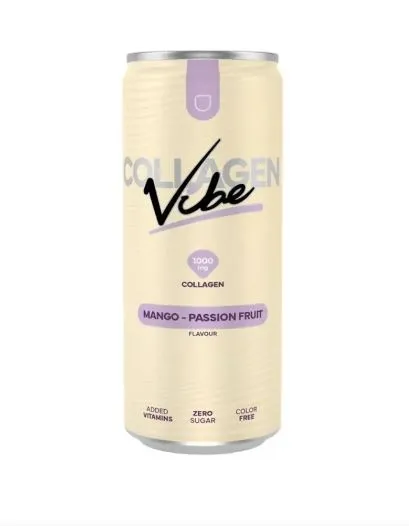 COLLAGEN
Vibe
1000
mg
COLLAGEN
MANGO - PASSION FRUIT
FLAVOUR
ADDED VITAMINS
ZERO SUGAR
COLOR FREE